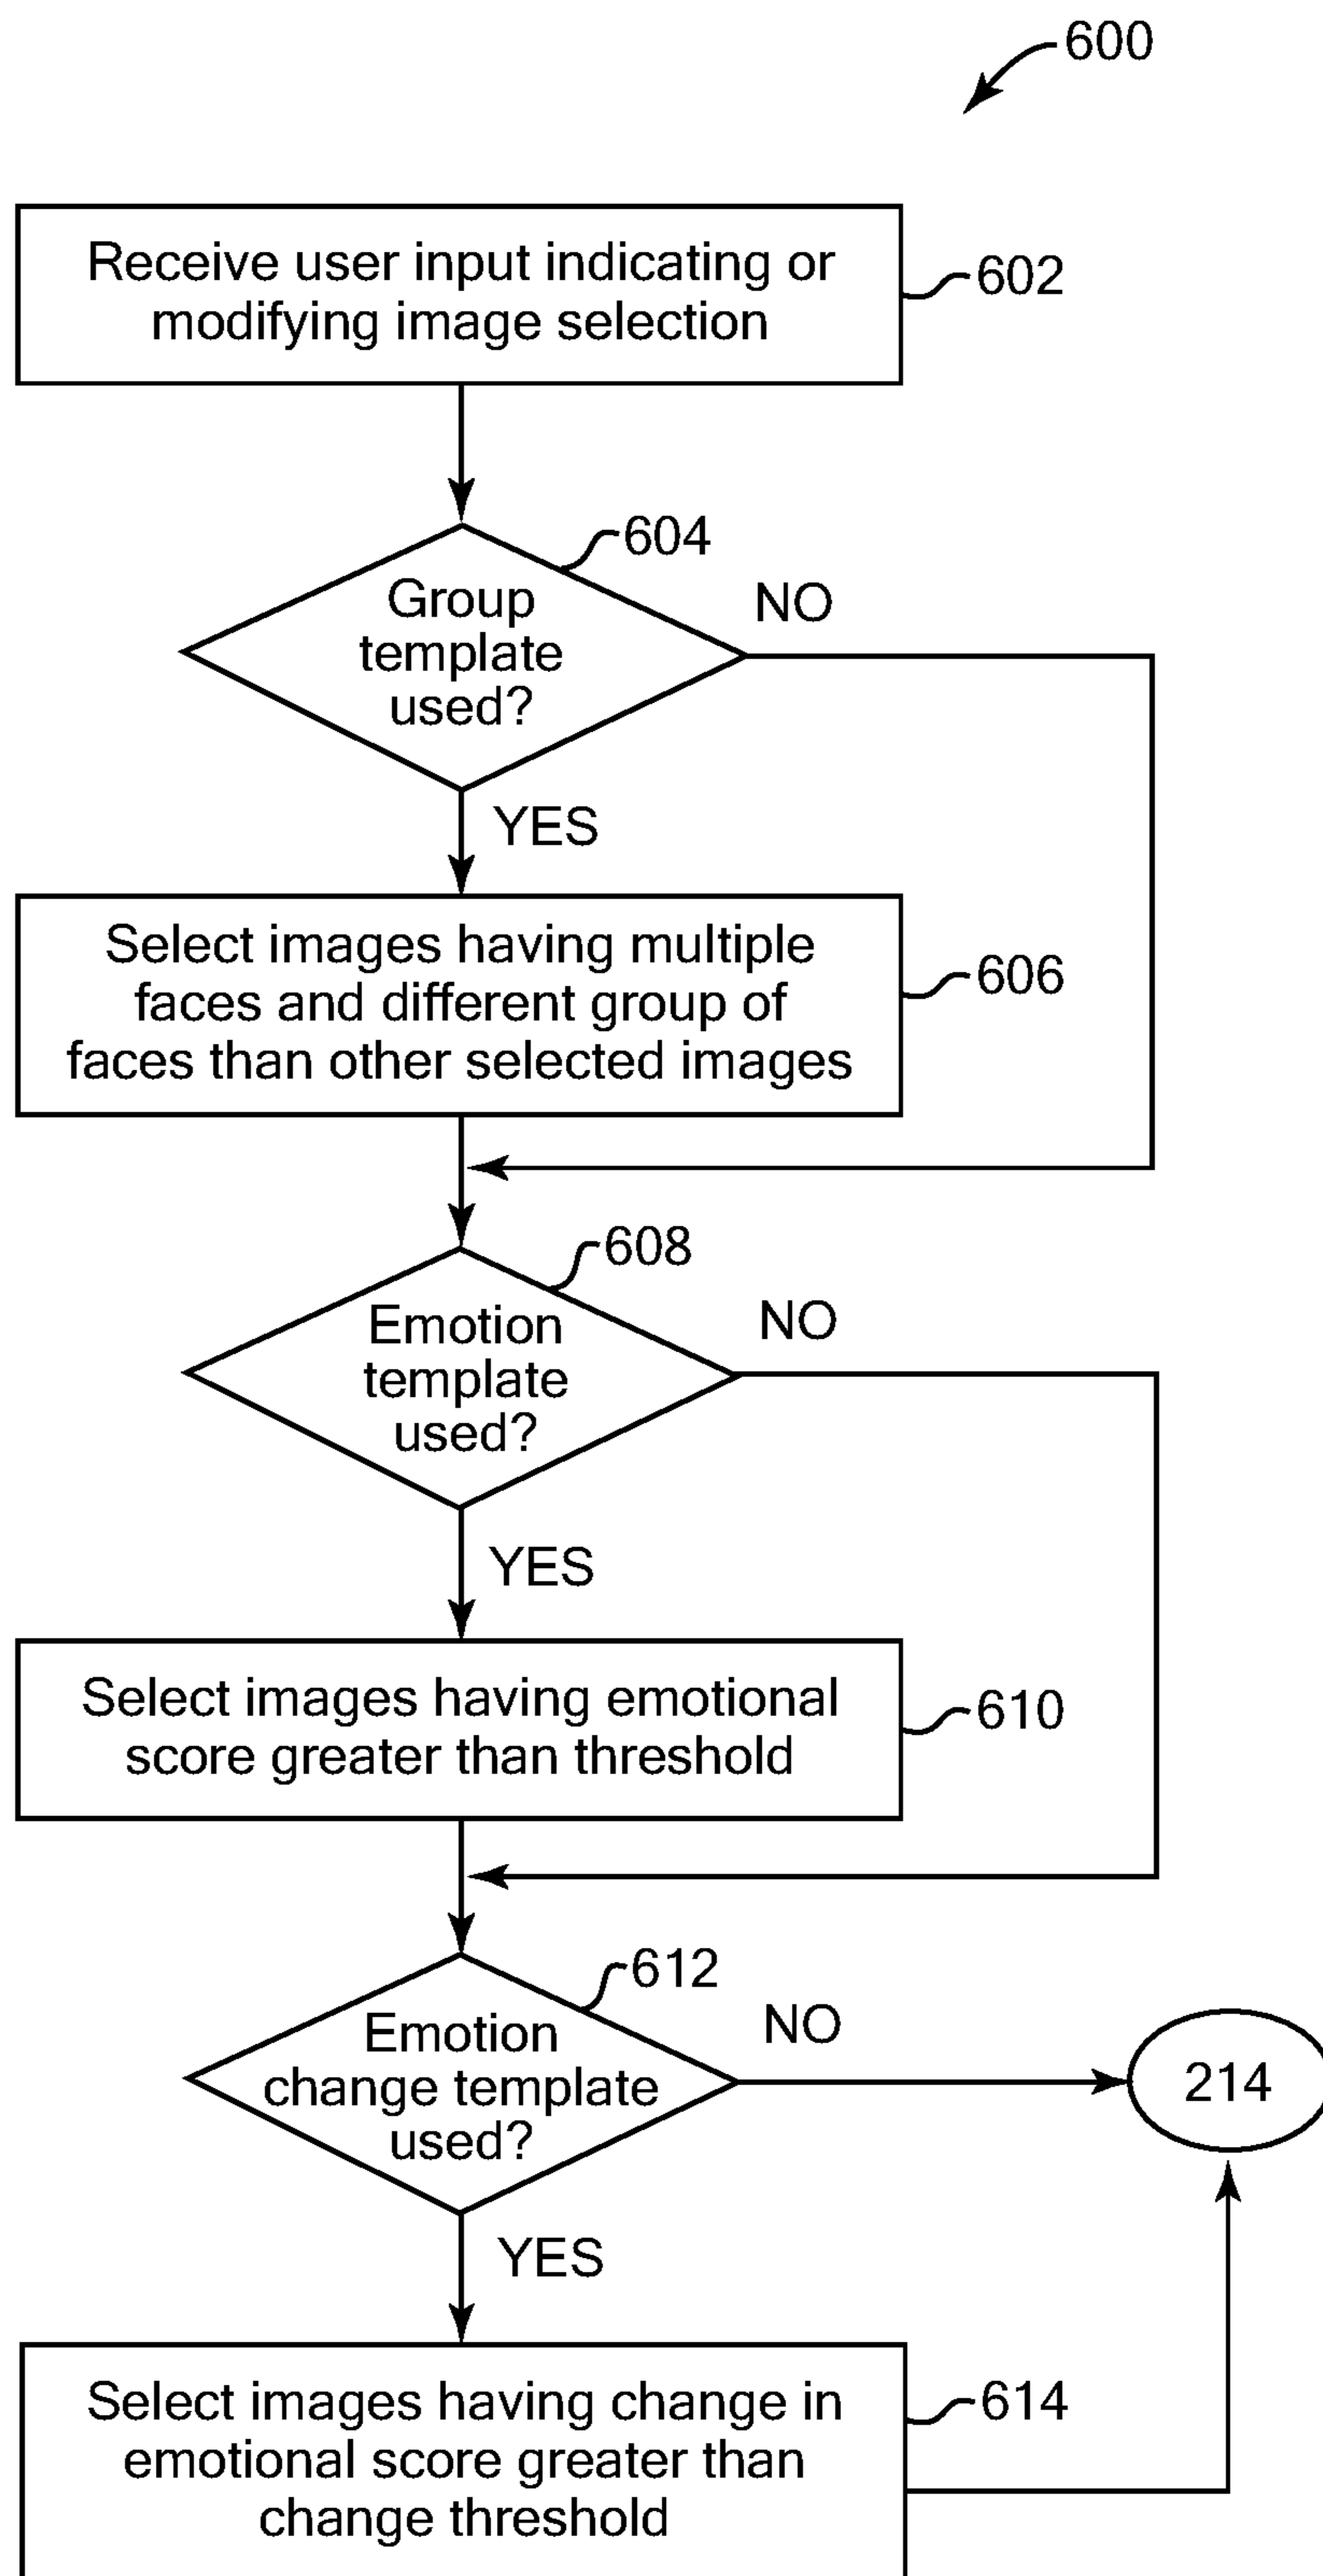 600
Receive user input indicating or
modifying image selection
602
604
Group
template
used?
NO
YES
Select images having multiple
faces and different group of
faces than other selected images
606
608
Emotion
template
used?
NO
YES
Select images having emotional
score greater than threshold
610
612
Emotion
change template
used?
NO
214
YES
Select images having change in
emotional score greater than
change threshold
614